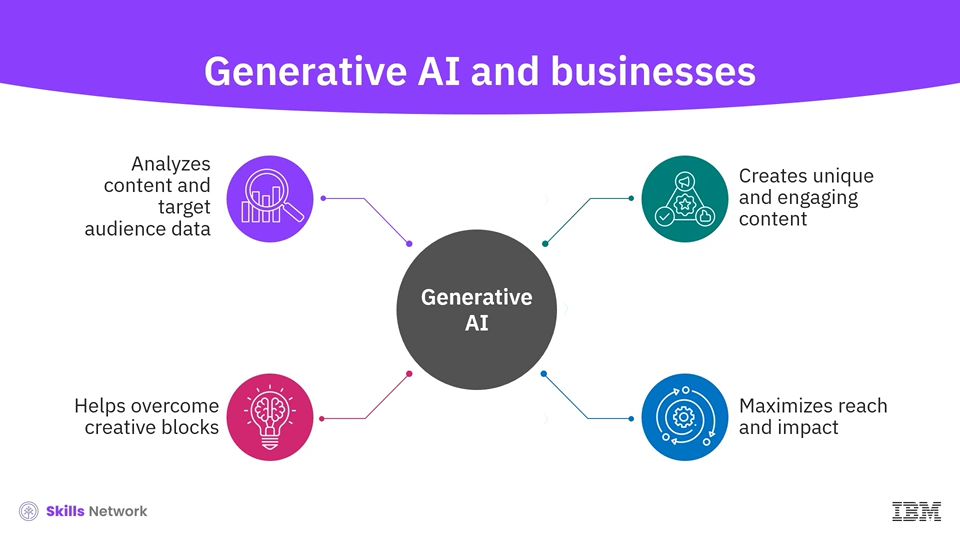 Generative AI and businesses
Analyzes
content and
target
audience data
Creates unique
and engaging
content
Generative
AI
Helps overcome
creative blocks
Maximizes reach
and impact
Skills Network
IBM